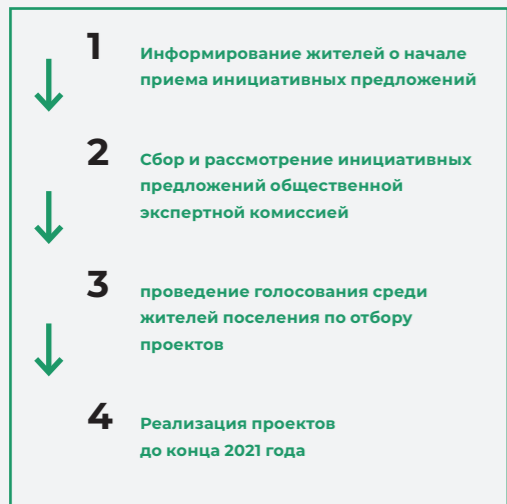 1 Информирование жителей о начале
приема инициативных предложений
2 Сбор и рассмотрение инициативных
предложений общественной
экспертной комиссией
3 проведение голосования среди
жителей поселения по отбору
проектов
4 Реализация проектов
до конца 2021 года